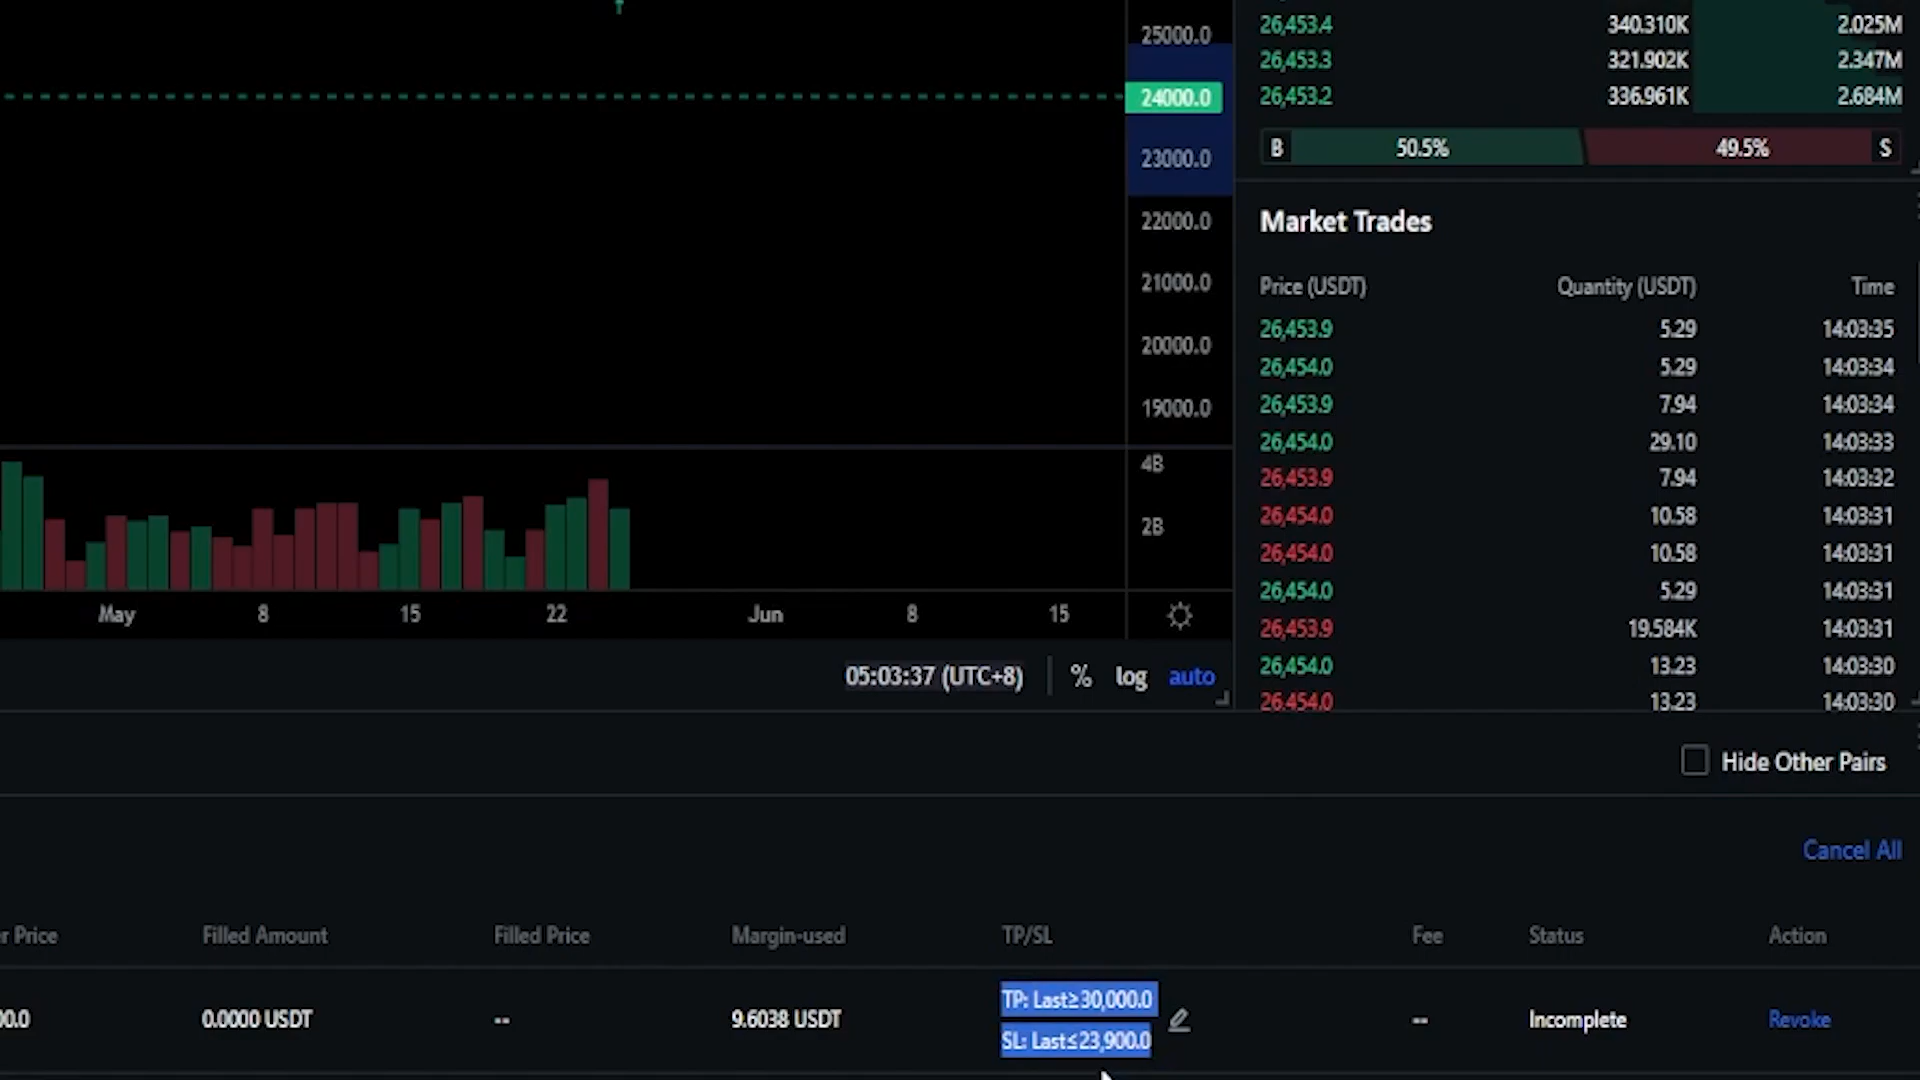 25000.0
24000.0
23000.0
22000.0
21000.0
20000.0
19000.0
4B
2B
May 8 15 22 Jun 8 15
05:03:37 (UTC+8) % log auto
26,453.4 340.310K 2.025M
26,453.3 321.902K 2.347M
26,453.2 336.961K 2.684M
B 50.5% 49.5% S
Market Trades
Price (USDT) Quantity (USDT) Time
26,453.9 5.29 14:03:35
26,454.0 5.29 14:03:34
26,453.9 7.94 14:03:34
26,454.0 29.10 14:03:33
26,453.9 7.94 14:03:32
26,454.0 10.58 14:03:31
26,454.0 10.58 14:03:31
26,454.0 5.29 14:03:31
26,453.9 19.584K 14:03:31
26,454.0 13.23 14:03:30
26,454.0 13.23 14:03:30
Hide Other Pairs
Cancel All
r Price Filled Amount Filled Price Margin-used TP/SL Fee Status Action
00.0 0.0000 USDT -- 9.6038 USDT TP: Last≥30,000.0 -- Incomplete Revoke
SL: Last≤23,900.0